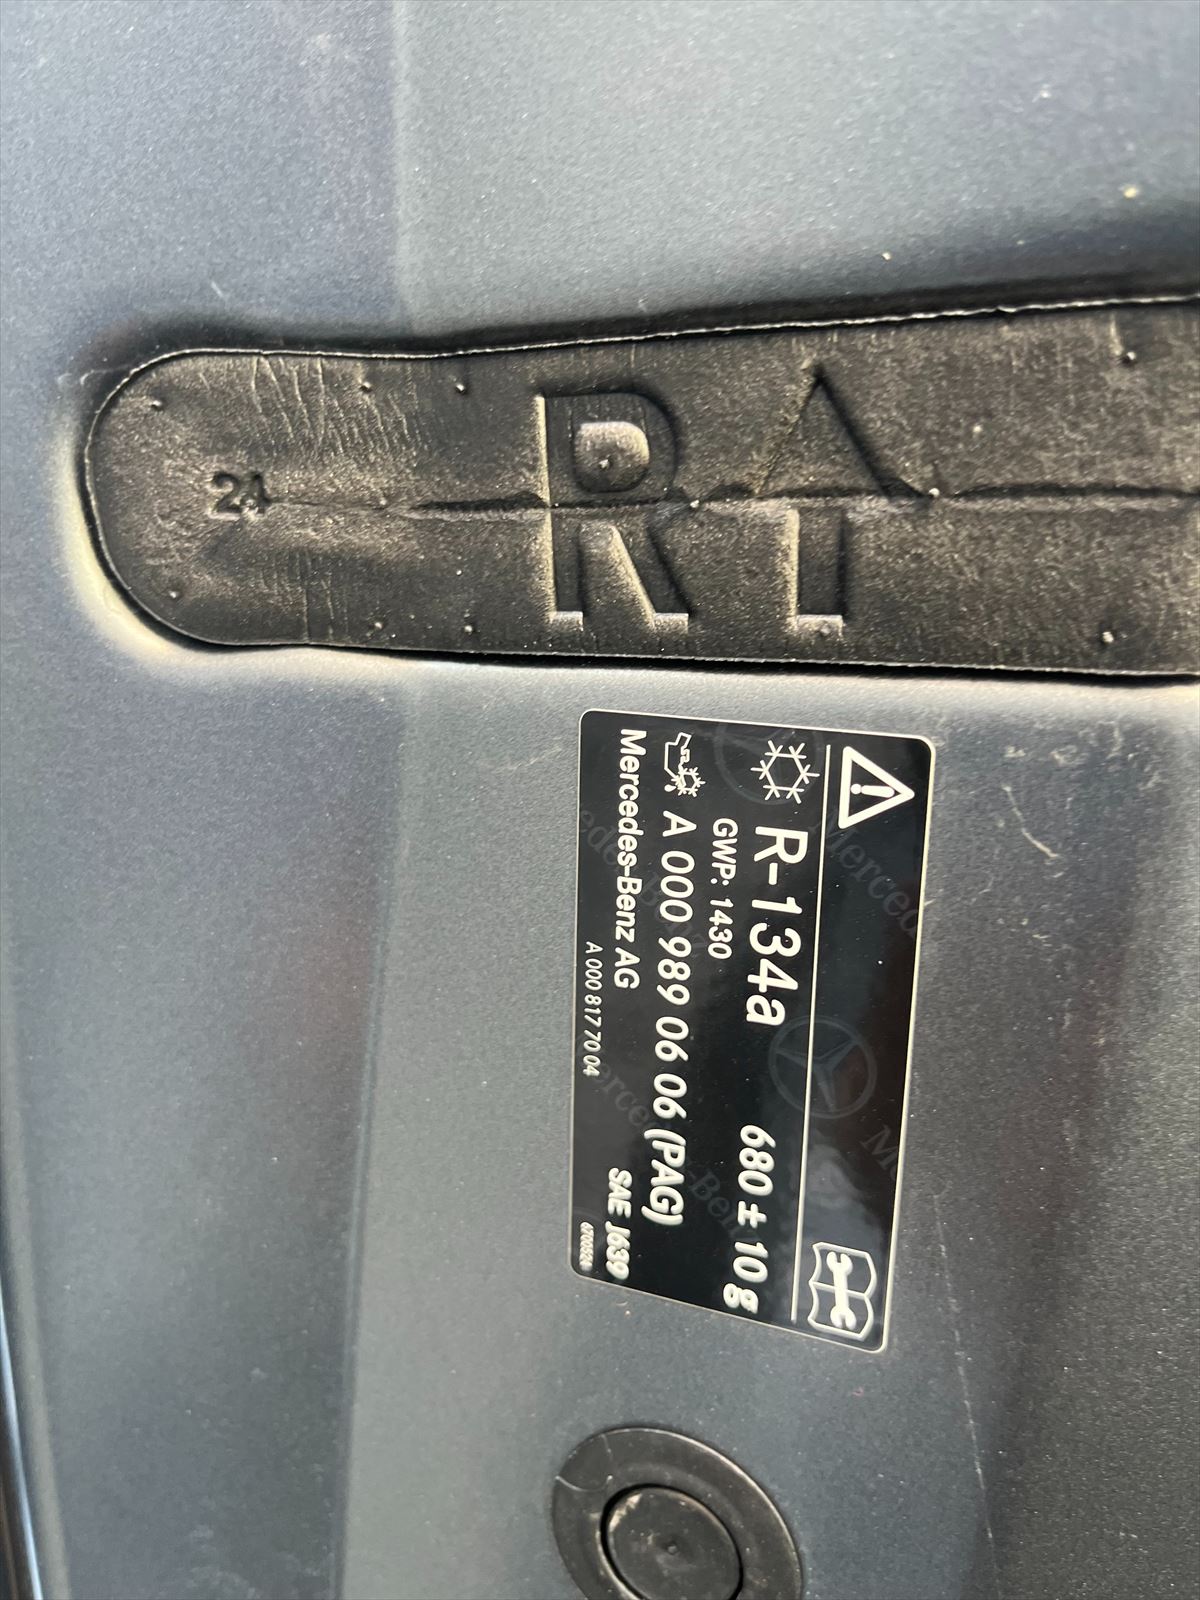 24
R-134a 680 ± 10 g
GWP: 1430
A 000 989 06 06 (PAG)
Mercedes-Benz AG SAE J639
A 000 817 70 04